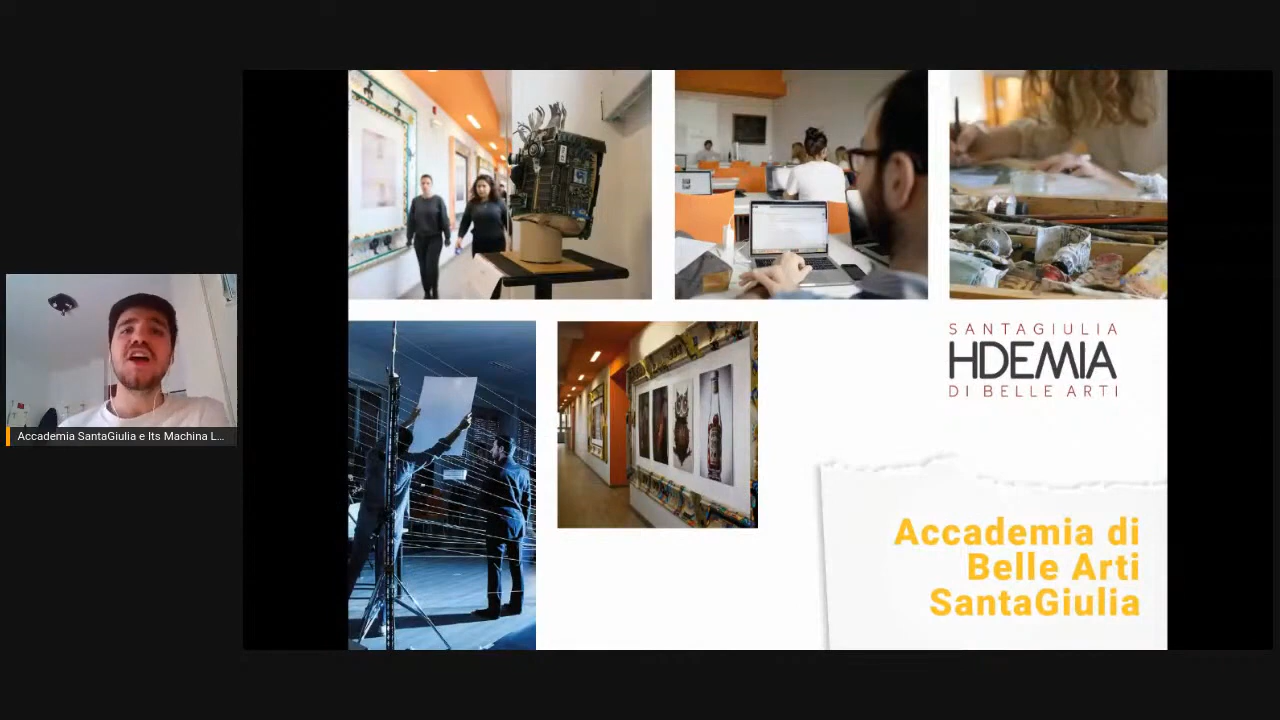 Accademia SantaGiulia e Its Machina L...
SANTAGIULIA
HDEMIA
DI BELLE ARTI
Accademia di
Belle Arti
SantaGiulia